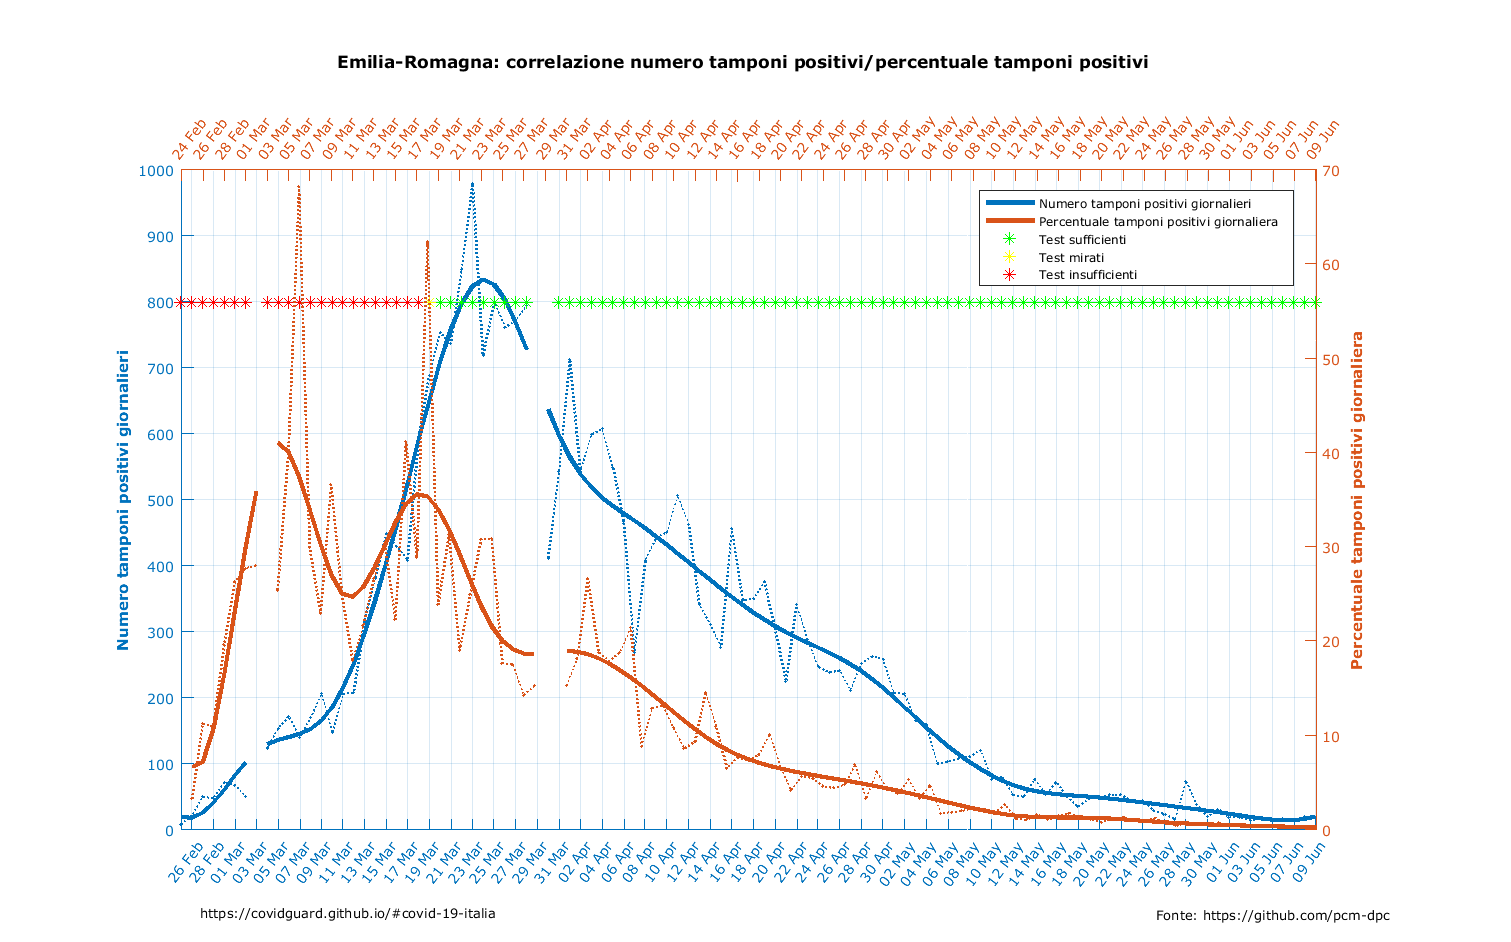 Emilia-Romagna: correlazione numero tamponi positivi/percentuale tamponi positivi
24 Feb
26 Feb
28 Feb
01 Mar
03 Mar
05 Mar
07 Mar
09 Mar
11 Mar
13 Mar
15 Mar
17 Mar
19 Mar
21 Mar
23 Mar
25 Mar
27 Mar
29 Mar
31 Mar
02 Apr
04 Apr
06 Apr
08 Apr
10 Apr
12 Apr
14 Apr
16 Apr
18 Apr
20 Apr
22 Apr
24 Apr
26 Apr
28 Apr
30 Apr
02 May
04 May
06 May
08 May
10 May
12 May
14 May
16 May
18 May
20 May
22 May
24 May
26 May
28 May
30 May
01 Jun
03 Jun
05 Jun
07 Jun
09 Jun
Numero tamponi positivi giornalieri
1000
900
800
700
600
500
400
300
200
100
0
Numero tamponi positivi giornalieri
Percentuale tamponi positivi giornaliera
Test sufficienti
Test mirati
Test insufficienti
70
60
50
40
30
20
10
0
Percentuale tamponi positivi giornaliera
26 Feb
28 Feb
01 Mar
03 Mar
05 Mar
07 Mar
09 Mar
11 Mar
13 Mar
15 Mar
17 Mar
19 Mar
21 Mar
23 Mar
25 Mar
27 Mar
29 Mar
31 Mar
02 Apr
04 Apr
06 Apr
08 Apr
10 Apr
12 Apr
14 Apr
16 Apr
18 Apr
20 Apr
22 Apr
24 Apr
26 Apr
28 Apr
30 Apr
02 May
04 May
06 May
08 May
10 May
12 May
14 May
16 May
18 May
20 May
22 May
24 May
26 May
28 May
30 May
01 Jun
03 Jun
05 Jun
07 Jun
09 Jun
https://covidguard.github.io/#covid-19-italia
Fonte: https://github.com/pcm-dpc